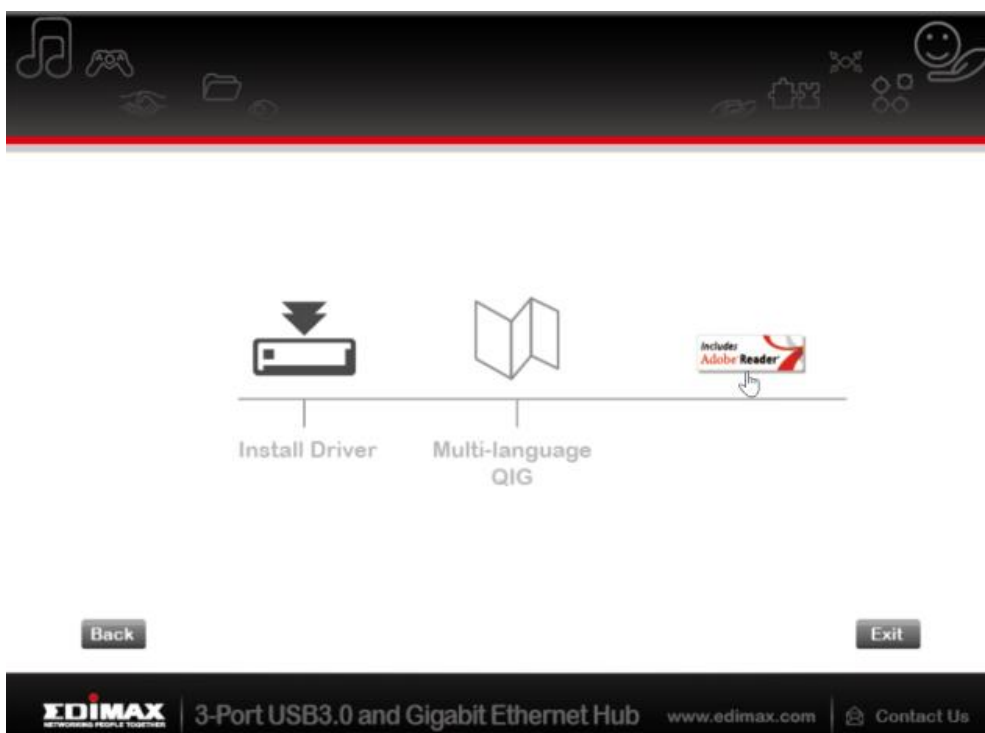 Includes
Adobe Reader
Install Driver
Multi-language
QIG
Back
Exit
EDIMAX
NETWORKING PEOPLE TOGETHER
3-Port USB3.0 and Gigabit Ethernet Hub
www.edimax.com
Contact Us